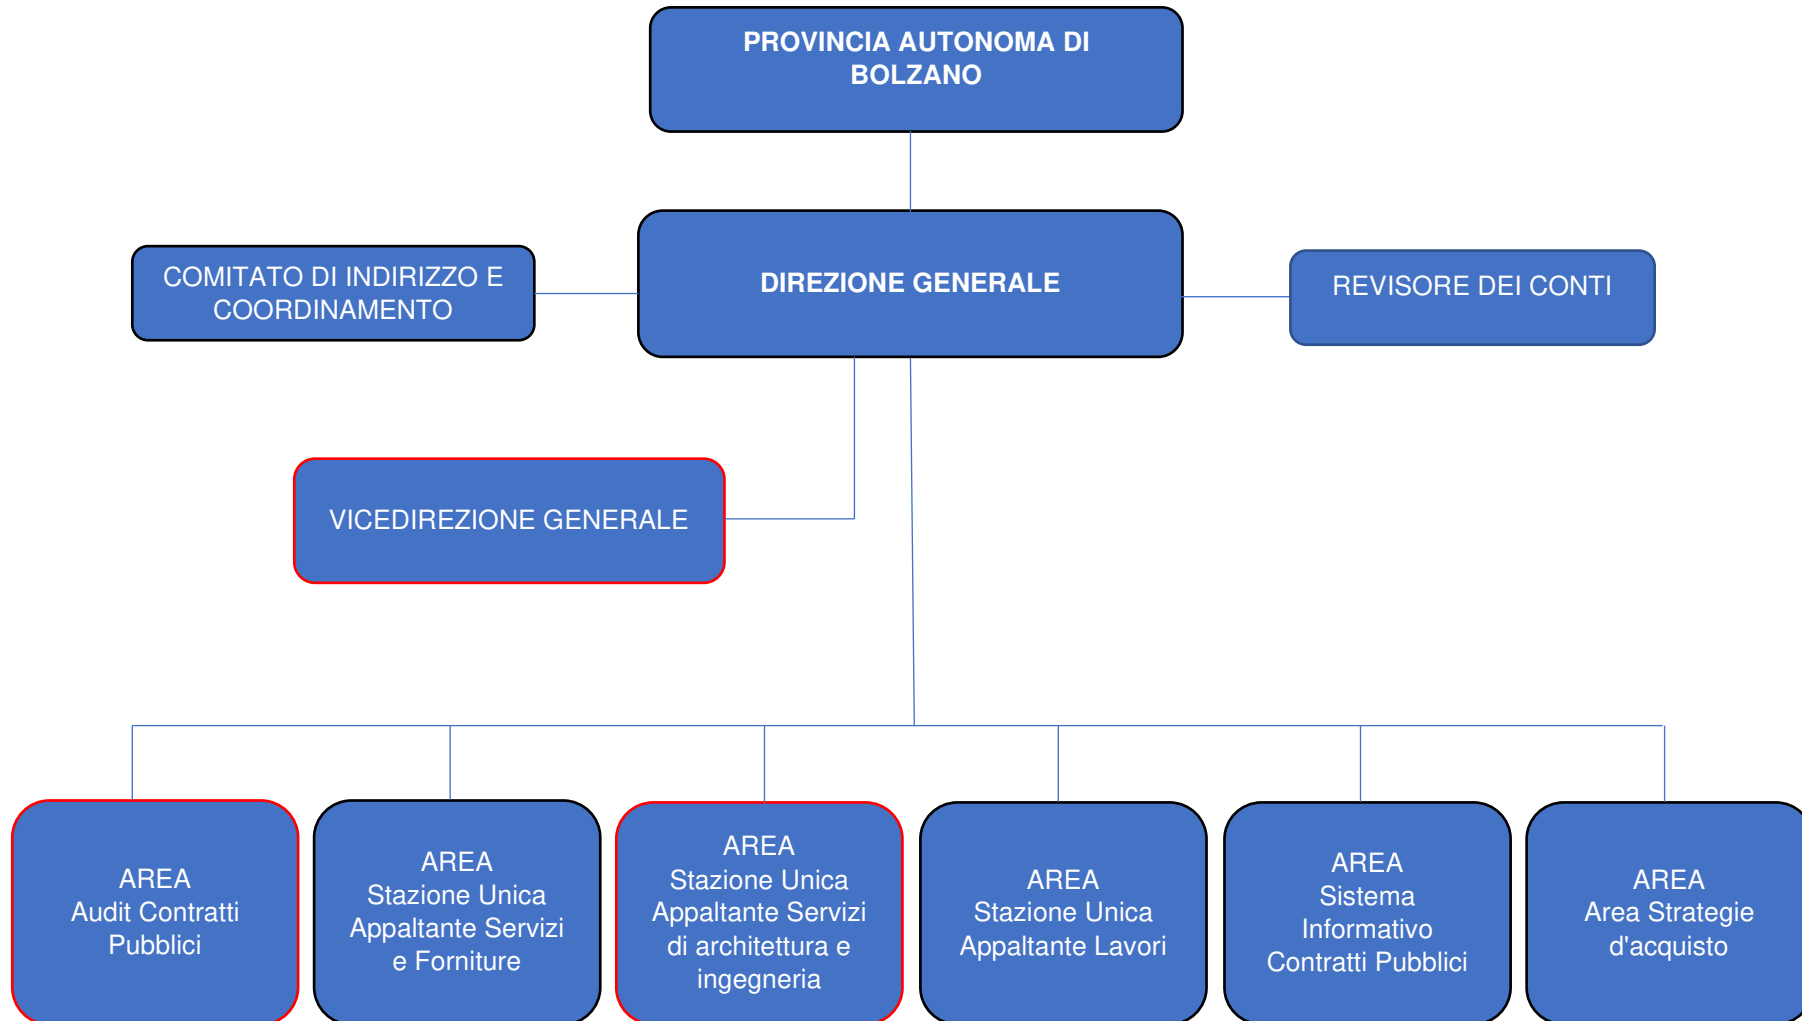 PROVINCIA AUTONOMA DI
BOLZANO
COMITATO DI INDIRIZZO E
COORDINAMENTO
DIREZIONE GENERALE
REVISORE DEI CONTI
VICEDIREZIONE GENERALE
AREA
Audit Contratti
Pubblici
AREA
Stazione Unica
Appaltante Servizi
e Forniture
AREA
Stazione Unica
Appaltante Servizi
di architettura e
ingegneria
AREA
Stazione Unica
Appaltante Lavori
AREA
Sistema
Informativo
Contratti Pubblici
AREA
Area Strategie
d'acquisto